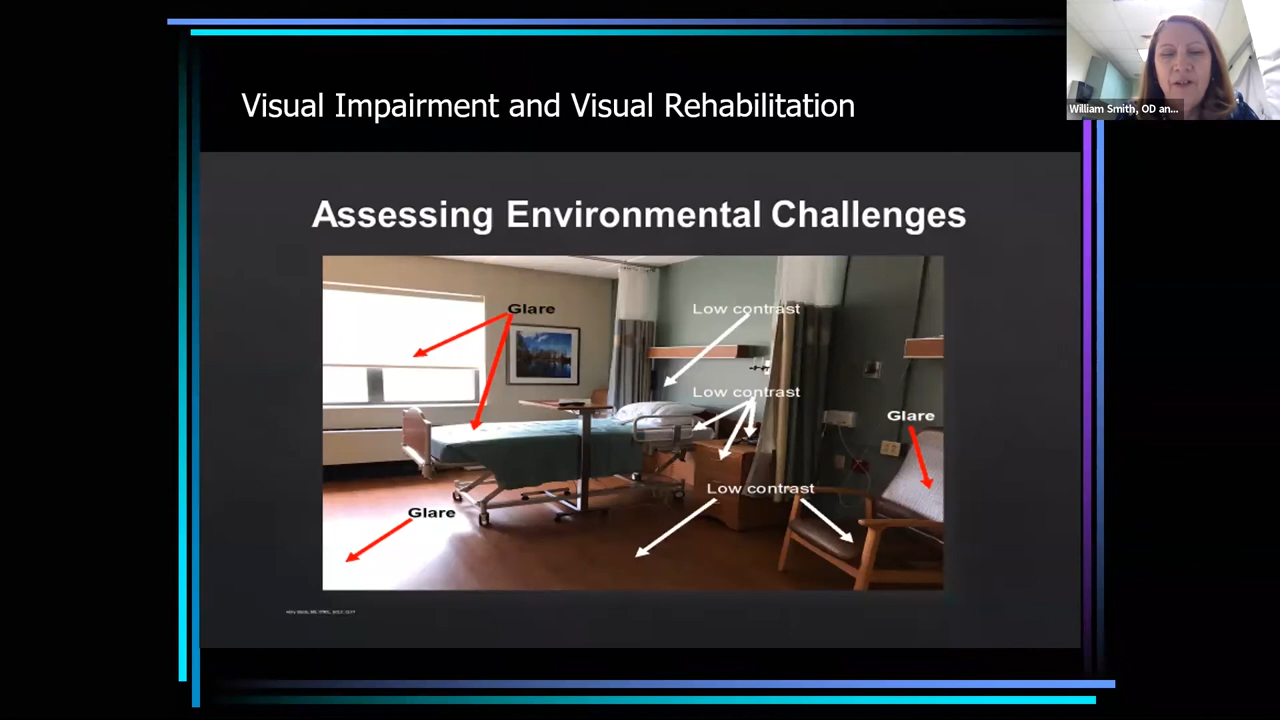 Visual Impairment and Visual Rehabilitation
William Smith, OD an...
Assessing Environmental Challenges
Glare
Low contrast
Low contrast
Glare
Low contrast
Glare